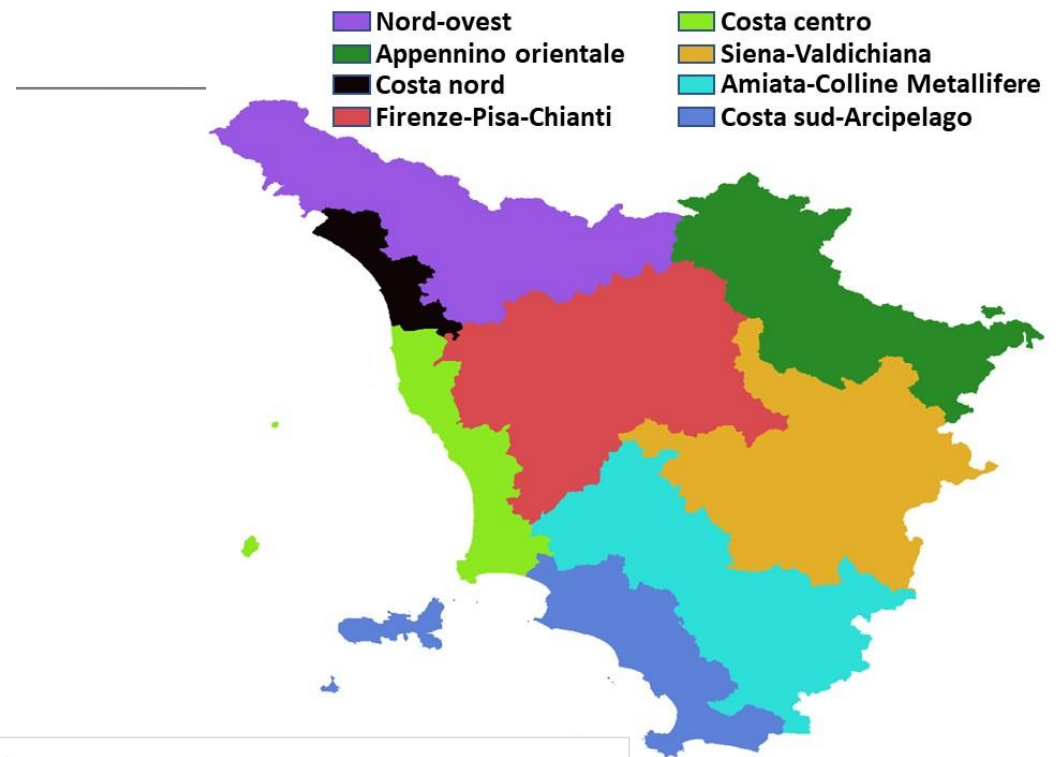 Nord-ovest
Appennino orientale
Costa nord
Firenze-Pisa-Chianti
Costa centro
Siena-Valdichiana
Amiata-Colline Metallifere
Costa sud-Arcipelago